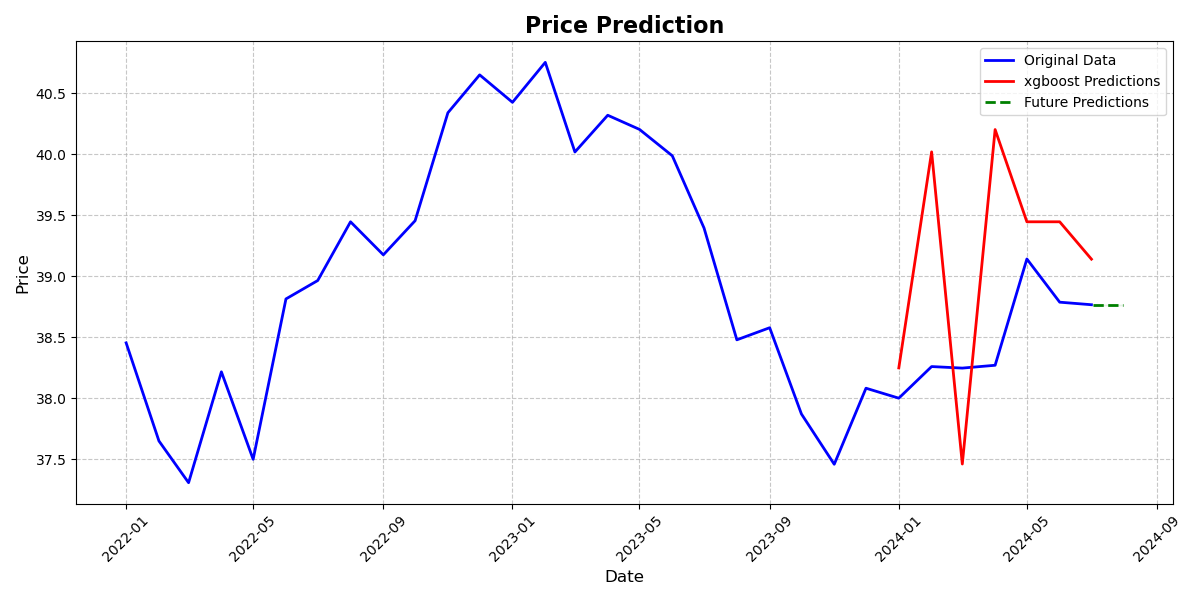 Price Prediction
Original Data
xgboost Predictions
Future Predictions
Price
40.5
40.0
39.5
39.0
38.5
38.0
37.5
2022-01
2022-05
2022-09
2023-01
2023-05
2023-09
2024-01
2024-05
2024-09
Date